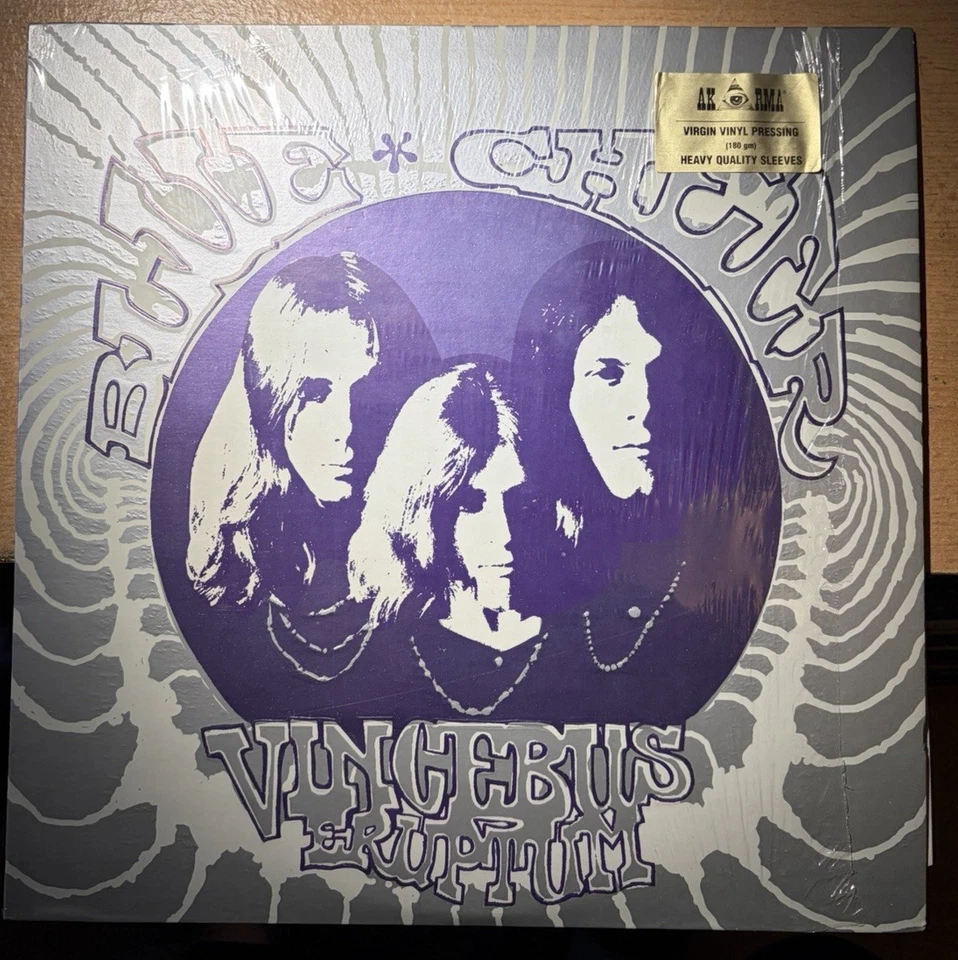 BLUE * CHEER
AKARMA
VIRGIN VINYL PRESSING
(180 gm)
HEAVY QUALITY SLEEVES
VINCEBUS
ERUPTUM